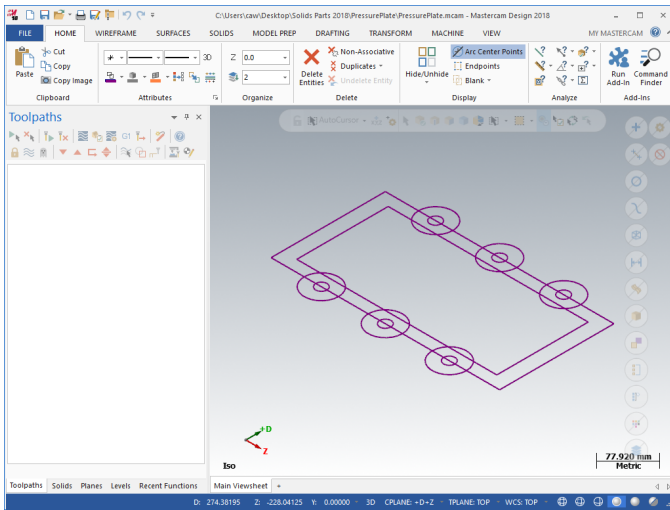 C:\Users\caw\Desktop\Solids Parts 2018\PressurePlate\PressurePlate.mcam - Mastercam Design 2018
FILE HOME WIREFRAME SURFACES SOLIDS MODEL PREP DRAFTING TRANSFORM MACHINE VIEW MY MASTERCAM
Paste Cut Copy Copy Image
3D
Z 0.0
2
Delete Entities Non-Associative Duplicates Undelete Entity
Hide/Unhide Arc Center Points Endpoints Blank
Run Add-In Command Finder
Clipboard Attributes Organize Delete Display Analyze Add-Ins
Toolpaths
AutoCursor
G1
+D
Z
Iso
77.920 mm
Metric
Toolpaths Solids Planes Levels Recent Functions Main Viewsheet +
D: 274.38195 Z: -228.04125 Y: 0.00000 3D CPLANE: +D+Z TPLANE: TOP WCS: TOP